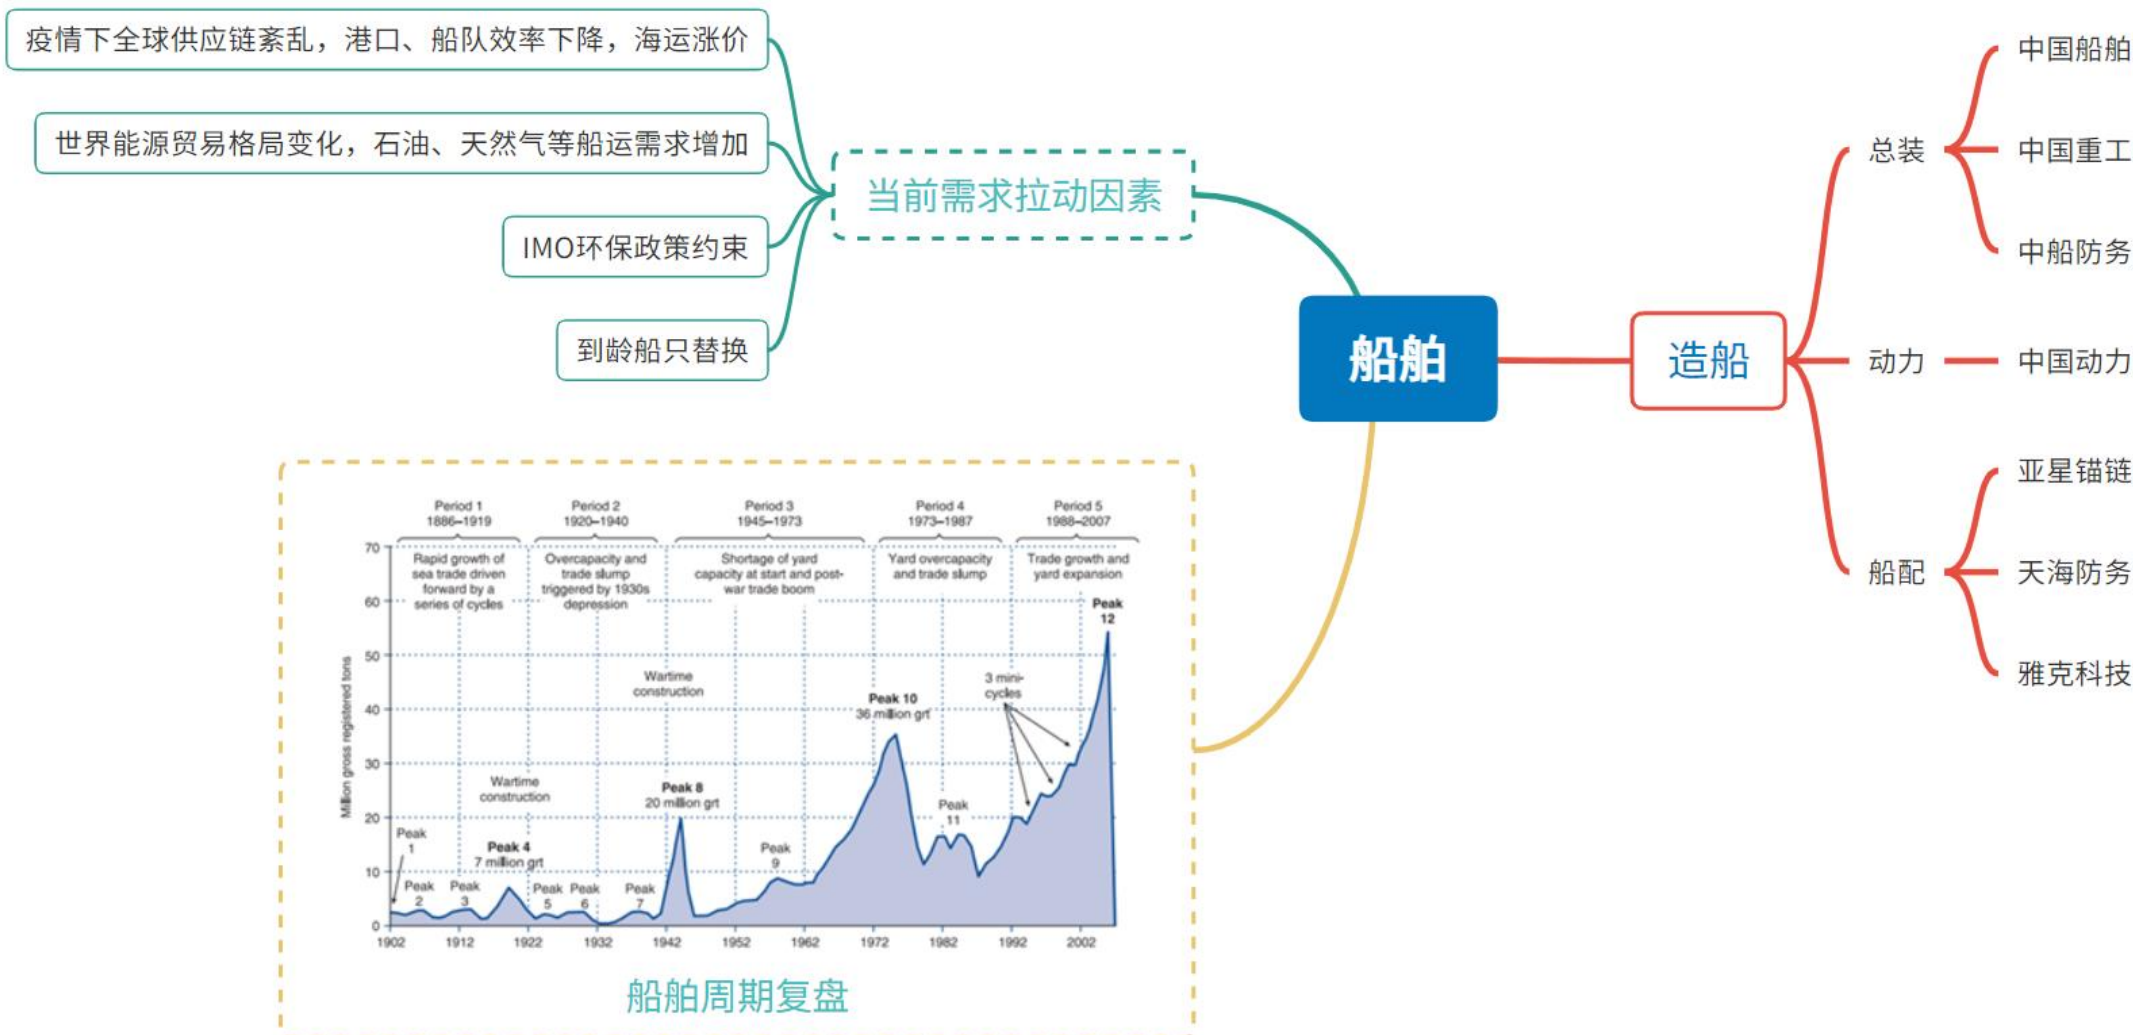 疫情下全球供应链紊乱，港口、船队效率下降，海运涨价
世界能源贸易格局变化，石油、天然气等船运需求增加
IMO环保政策约束
到龄船只替换
当前需求拉动因素
船舶
造船
总装
中国船舶
中国重工
中船防务
动力
中国动力
船配
亚星锚链
天海防务
雅克科技
Period 1
1886–1919
Period 2
1920–1940
Period 3
1945–1973
Period 4
1973–1987
Period 5
1988–2007
Rapid growth of
sea trade driven
forward by a
series of cycles
Overcapacity and
trade slump
triggered by 1930s
depression
Shortage of yard
capacity at start and post-
war trade boom
Yard overcapacity
and trade slump
Trade growth and
yard expansion
Million gross registered tons
70
60
50
40
30
20
10
0
Peak
1
Peak
2
Peak
3
Wartime
construction
Peak 4
7 million grt
Peak
5
Peak
6
Peak
7
Wartime
construction
Peak 8
20 million grt
Peak
9
Peak 10
36 million grt
Peak
11
3 mini-
cycles
Peak
12
1902
1912
1922
1932
1942
1952
1962
1972
1982
1992
2002
船舶周期复盘